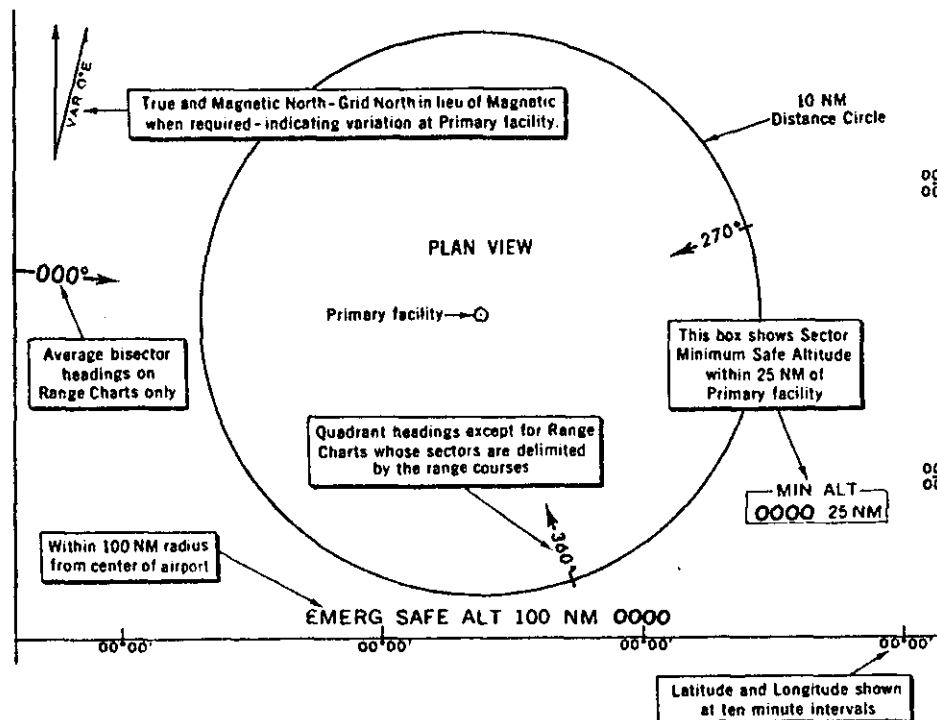 VAR 0°E
True and Magnetic North-Grid North in lieu of Magnetic
when required-indicating variation at Primary facility.
10 NM
Distance Circle
270°
PLAN VIEW
000°
Primary facility
This box shows Sector
Minimum Safe Altitude
within 25 NM of
Primary facility
Average bisector
headings on
Range Charts only
Quadrant headings except for Range
Charts whose sectors are delimited
by the range courses
MIN ALT
0000 25 NM
360°
Within 100 NM radius
from center of airport
EMERG SAFE ALT 100 NM 0000
00°00' 00°00' 00°00' 00°00'
Latitude and Longitude shown
at ten minute intervals